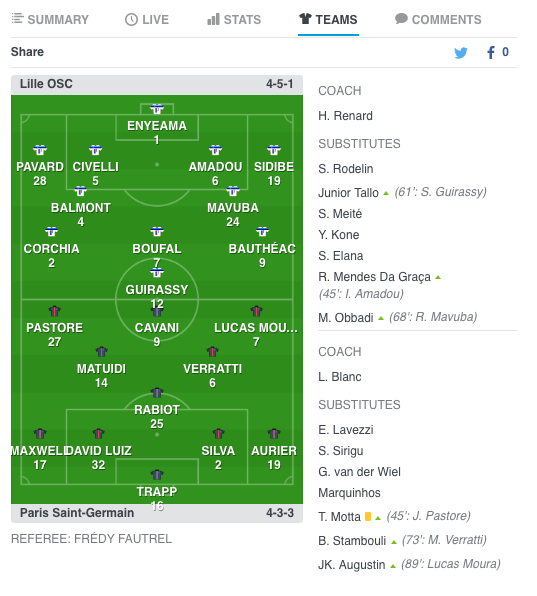 SUMMARY LIVE STATS TEAMS COMMENTS
Share 0
Lille OSC 4-5-1
ENYEAMA
1
PAVARD CIVELLI AMADOU SIDIBE
28 5 6 19
BALMONT MAVUBA
4 24
CORCHIA BOUFAL BAUTHÉAC
2 7 9
GUIRASSY
12
PASTORE CAVANI LUCAS MOU...
27 9 7
MATUIDI VERRATTI
14 6
RABIOT
25
MAXWELL DAVID LUIZ SILVA AURIER
17 32 2 19
TRAPP
16
Paris Saint-Germain 4-3-3
REFEREE: FRÉDY FAUTREL
COACH
H. Renard
SUBSTITUTES
S. Rodelin
Junior Tallo (61': S. Guirassy)
S. Meité
Y. Kone
S. Elana
R. Mendes Da Graça
(45': I. Amadou)
M. Obbadi (68': R. Mavuba)
COACH
L. Blanc
SUBSTITUTES
E. Lavezzi
S. Sirigu
G. van der Wiel
Marquinhos
T. Motta (45': J. Pastore)
B. Stambouli (73': M. Verratti)
JK. Augustin (89': Lucas Moura)